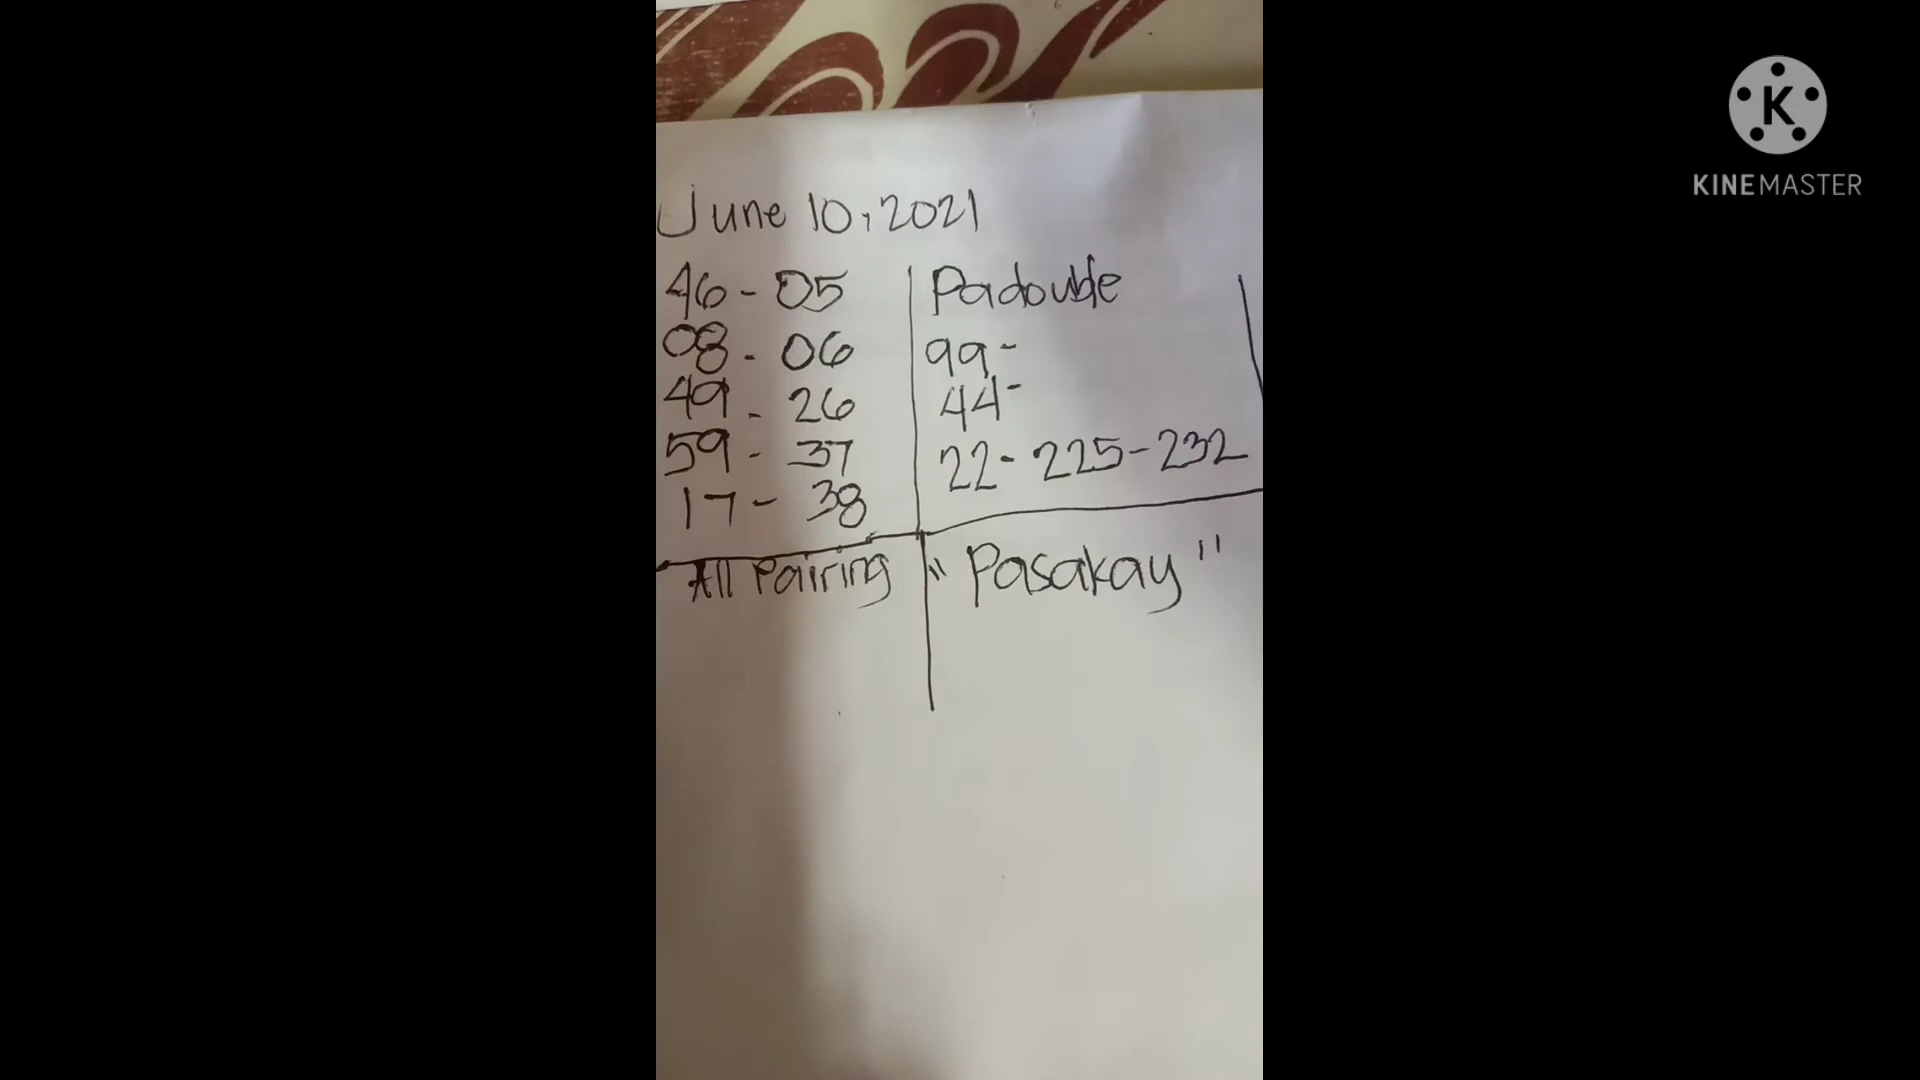 June 10, 2021
46 - 05
08 - 06
49 - 26
59 - 37
17 - 38
All Pairing
Padouble
99 -
44 -
22 - 225 - 232
"Pasakay"
K
KINEMASTER